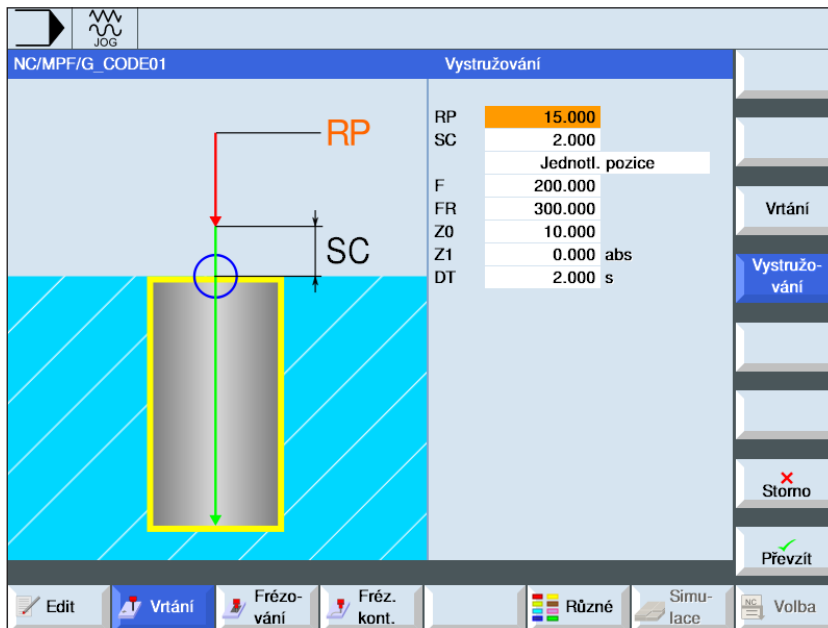 JOG
NC/MPF/G_CODE01
Vystružování
RP
SC
RP 15.000
SC 2.000
Jednotl. pozice
F 200.000
FR 300.000
Z0 10.000
Z1 0.000 abs
DT 2.000 s
Vrtání
Vystružo-
vání
Storno
Převzít
Edit
Vrtání
Frézo-
vání
Fréz.
kont.
Různé
Simu-
lace
NC
Volba